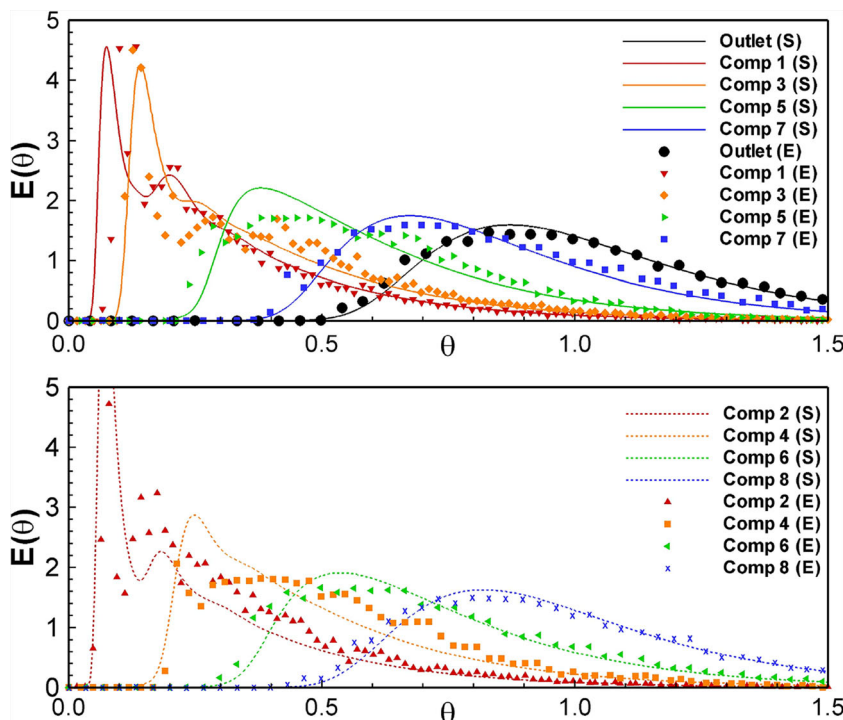 5
4
3
2
1
0
E(θ)
0.0
0.5
θ
1.0
1.5
Outlet (S)
Comp 1 (S)
Comp 3 (S)
Comp 5 (S)
Comp 7 (S)
Outlet (E)
Comp 1 (E)
Comp 3 (E)
Comp 5 (E)
Comp 7 (E)
5
4
3
2
1
0
E(θ)
0.0
0.5
θ
1.0
1.5
Comp 2 (S)
Comp 4 (S)
Comp 6 (S)
Comp 8 (S)
Comp 2 (E)
Comp 4 (E)
Comp 6 (E)
Comp 8 (E)